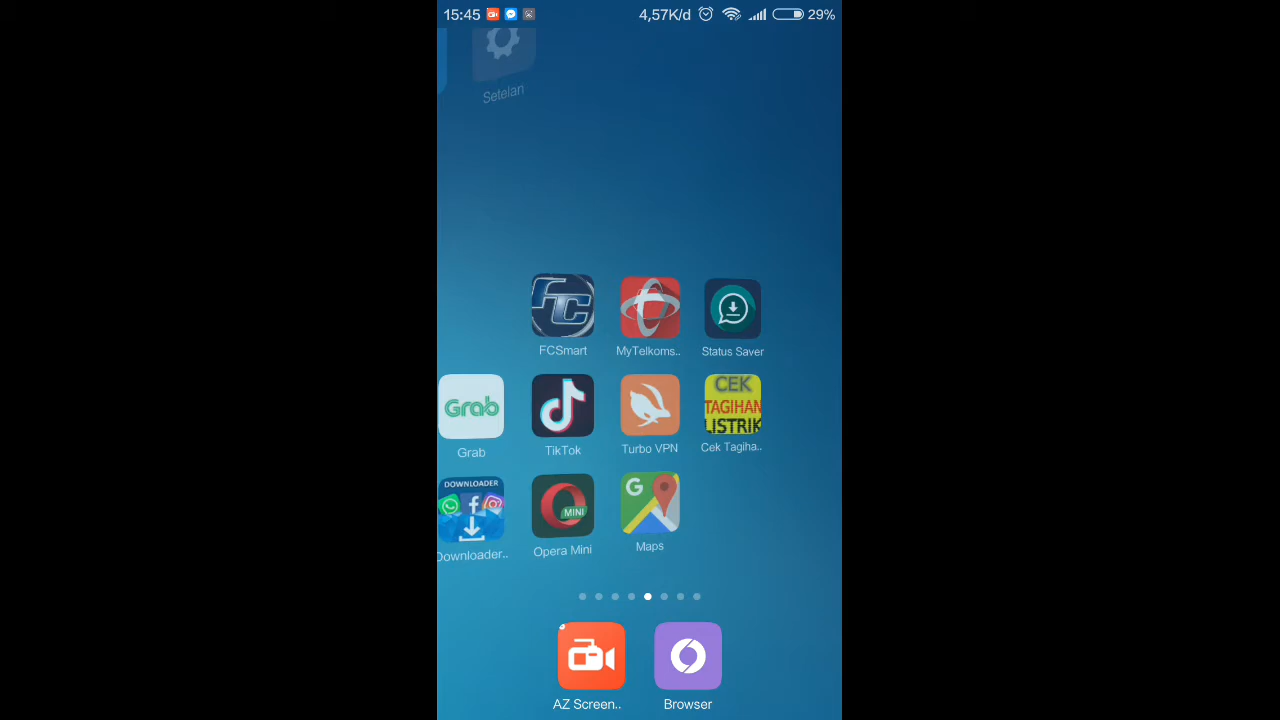 15:45 4,57K/d 29%
Setelan
FC
FCSmart MyTelkoms.. Status Saver
Grab CEK
TAGIHAN
LISTRIK
Grab TikTok Turbo VPN Cek Tagiha..
DOWNLOADER
MINI
G
Downloader.. Opera Mini Maps
AZ Screen.. Browser